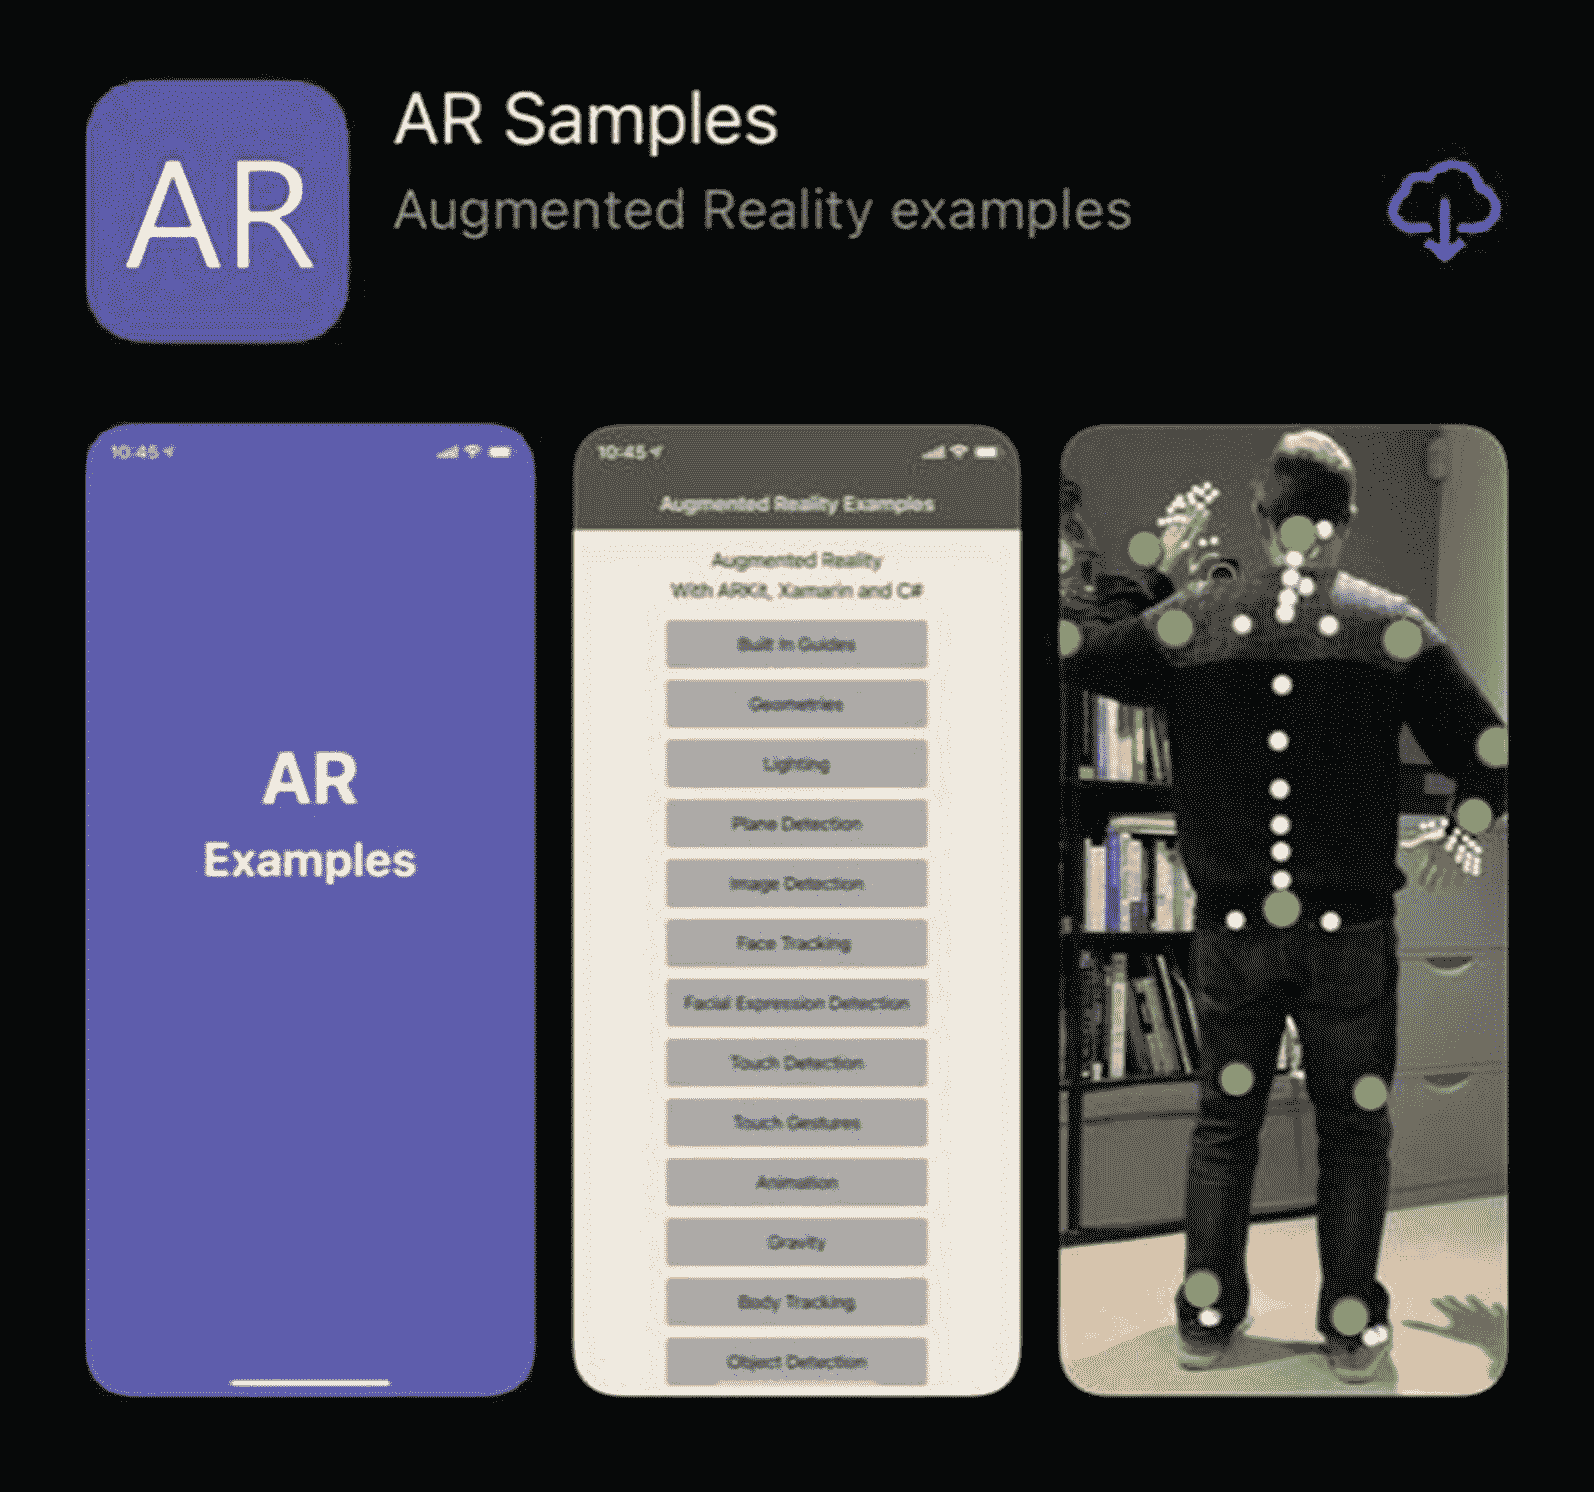 AR
AR Samples
Augmented Reality examples
10:45
AR
Examples
10:45
Augmented Reality Examples
Augmented Reality
With ARKit, Xamarin and C#
Built In Guides
Geometries
Lighting
Plane Detection
Image Detection
Face Tracking
Facial Expression Detection
Touch Detection
Touch Gestures
Animation
Gravity
Body Tracking
Object Detection